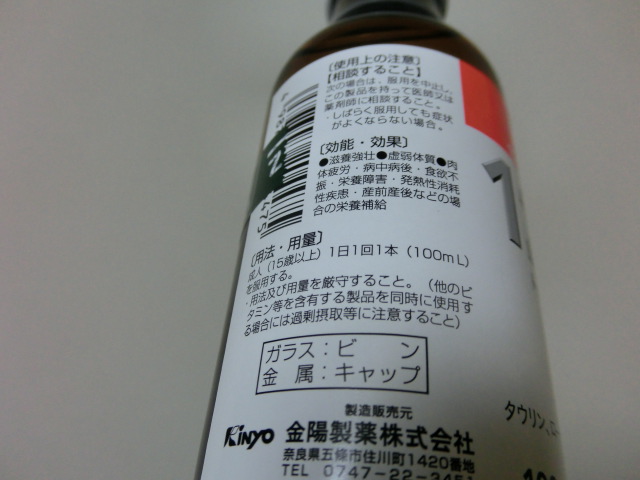 〔使用上の注意〕
【相談すること】
次の場合は、服用を中止し、
この製品を持って医師又は
薬剤師に相談すること。
・しばらく服用しても症状
がよくならない場合。
〔効能・効果〕
●滋養強壮●虚弱体質●肉
体疲労・病中病後・食欲不
振・栄養障害・発熱性消耗
性疾患・産前産後などの場
合の栄養補給
〔用法・用量〕
成人(15歳以上)1日1回1本(100mL)
を服用する。
・用法及び用量を厳守すること。(他のビ
タミン等を含有する製品を同時に使用す
る場合には過剰摂取等に注意すること)
ガラス:ビン
金属:キャップ
製造販売元
Kinyo 金陽製薬株式会社
奈良県五條市住川町1420番地
TEL 0747-22-3451
タウリン、ロー